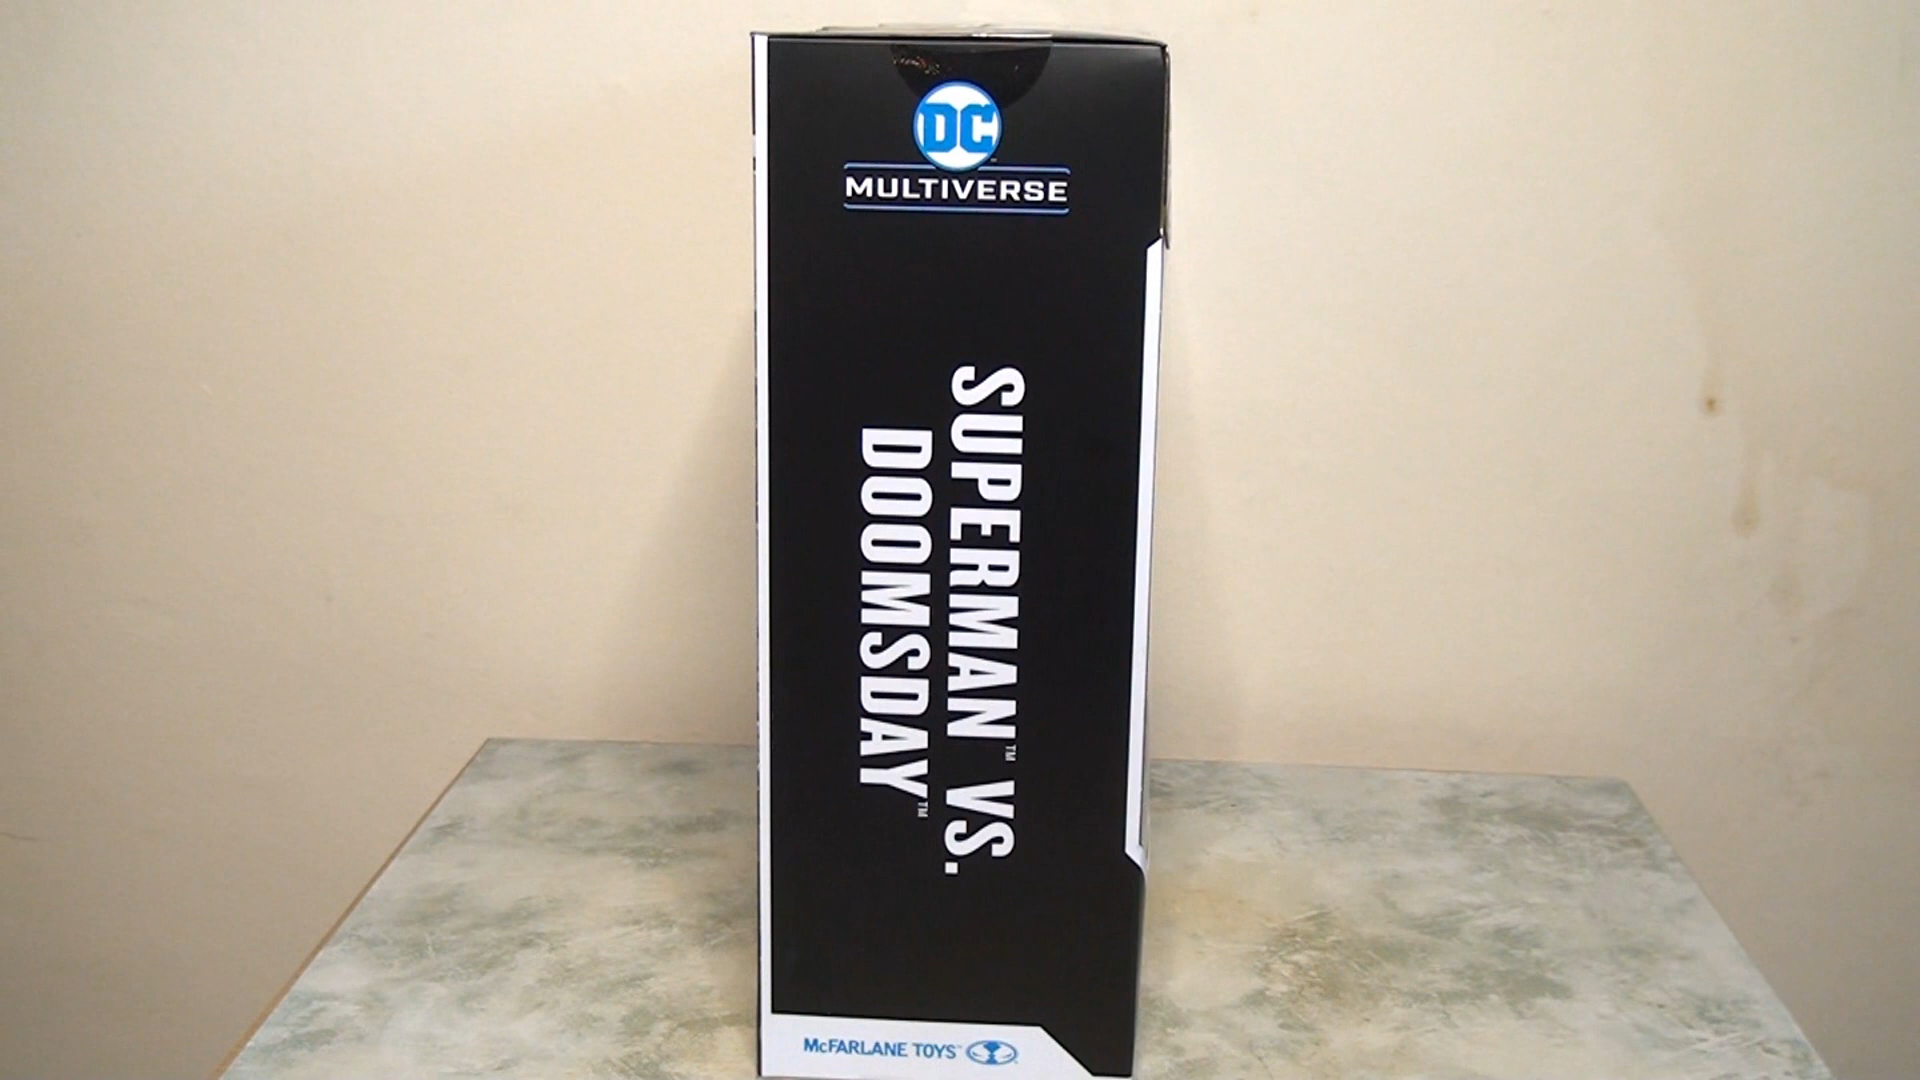 DC
MULTIVERSE
SUPERMAN™ VS.
DOOMSDAY™
McFARLANE TOYS™